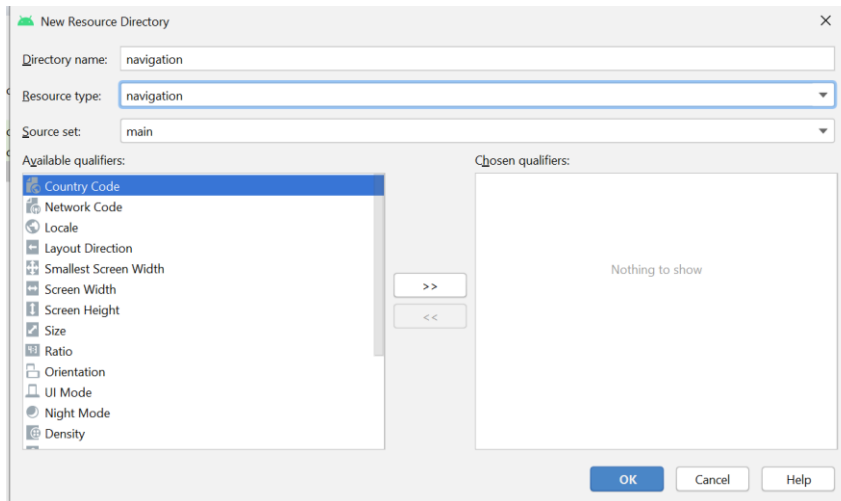 New Resource Directory
Directory name: navigation
Resource type: navigation
Source set: main
Available qualifiers: Chosen qualifiers:
Country Code
Network Code
Locale
Layout Direction
Smallest Screen Width
Screen Width
Screen Height
Size
Ratio
Orientation
UI Mode
Night Mode
Density
>>
<<
Nothing to show
OK Cancel Help